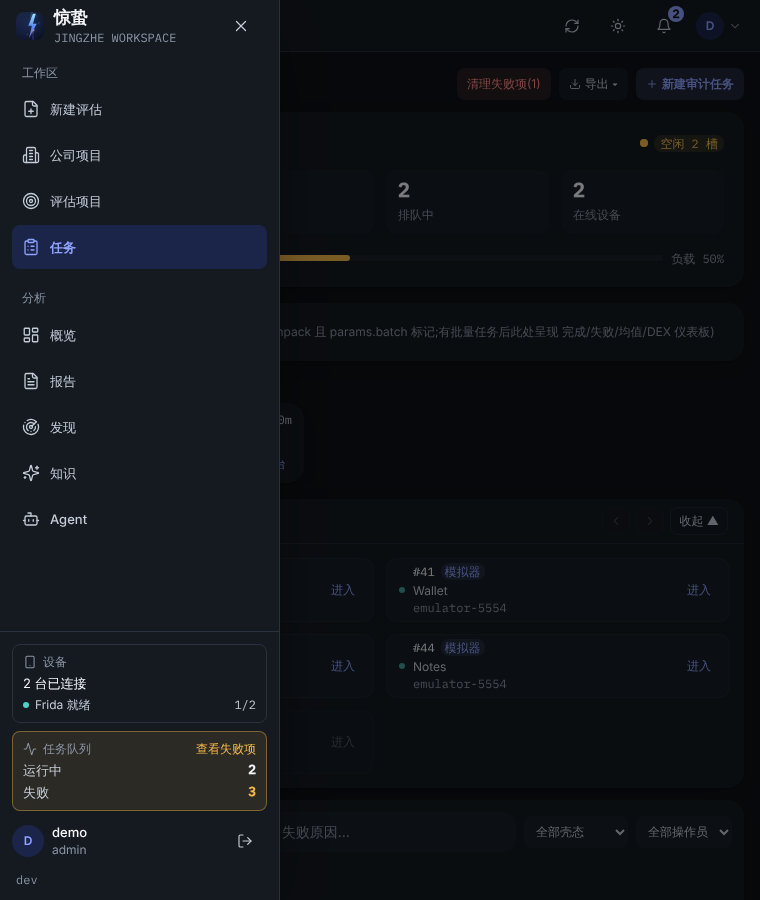 惊蛰
JINGZHE WORKSPACE
2
D
工作区
新建评估
公司项目
评估项目
任务
分析
概览
报告
发现
知识
Agent
清理失败项(1)
导出
新建审计任务
空闲 2 槽
2
排队中
2
在线设备
负载 50%
pack 且 params.batch 标记;有批量任务后此处呈现 完成/失败/均值/DEX 仪表板)
收起
进入
#41 模拟器
Wallet
emulator-5554
进入
进入
#44 模拟器
Notes
emulator-5554
进入
进入
失败原因...
全部壳态
全部操作员
设备
2 台已连接
Frida 就绪 1/2
任务队列 查看失败项
运行中 2
失败 3
D
demo
admin
dev